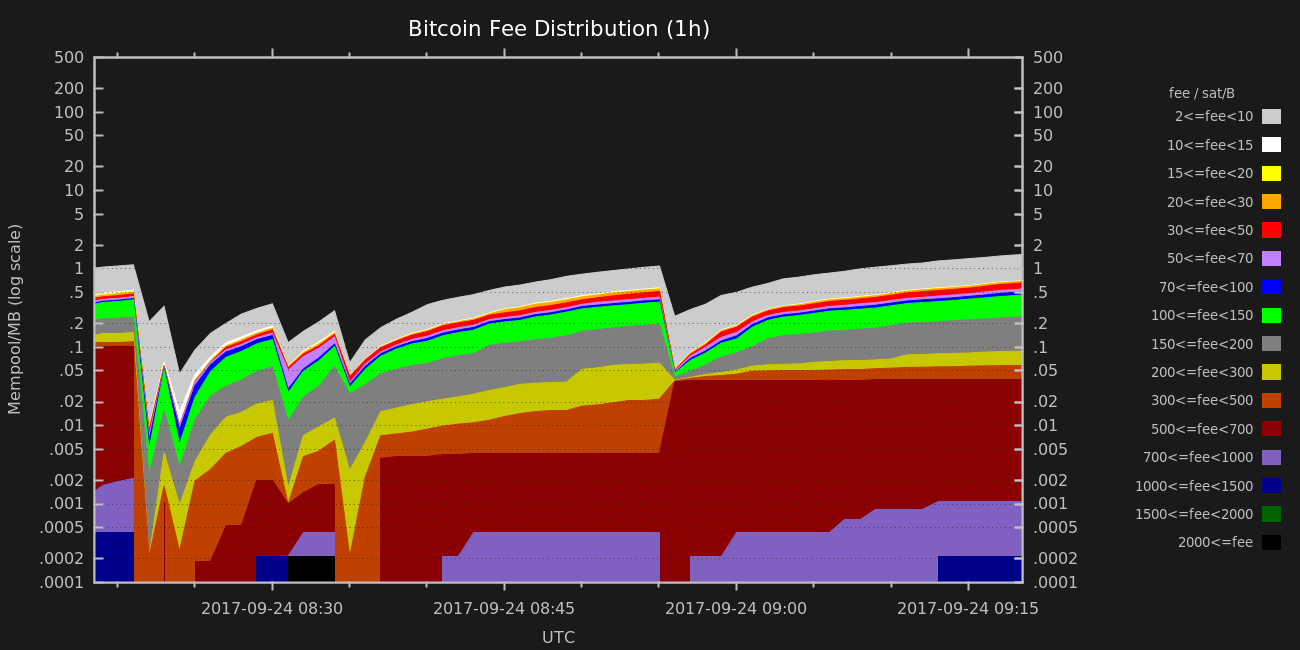 Bitcoin Fee Distribution (1h)
500 500
200 200
100 100
50 50
20 20
10 10
5 5
2 2
1 1
.5 .5
.2 .2
.1 .1
.05 .05
.02 .02
.01 .01
.005 .005
.002 .002
.001 .001
.0005 .0005
.0002 .0002
.0001 .0001
Mempool/MB (log scale)
2017-09-24 08:30 2017-09-24 08:45 2017-09-24 09:00 2017-09-24 09:15
UTC
fee / sat/B
2<=fee<10
10<=fee<15
15<=fee<20
20<=fee<30
30<=fee<50
50<=fee<70
70<=fee<100
100<=fee<150
150<=fee<200
200<=fee<300
300<=fee<500
500<=fee<700
700<=fee<1000
1000<=fee<1500
1500<=fee<2000
2000<=fee